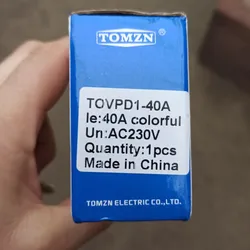 TOMZN
TOVPD1-40A
Ie:40A colorful
Un:AC230V
Quantity:1pcs
Made in China
TOMZN ELECTRIC CO.,LTD.